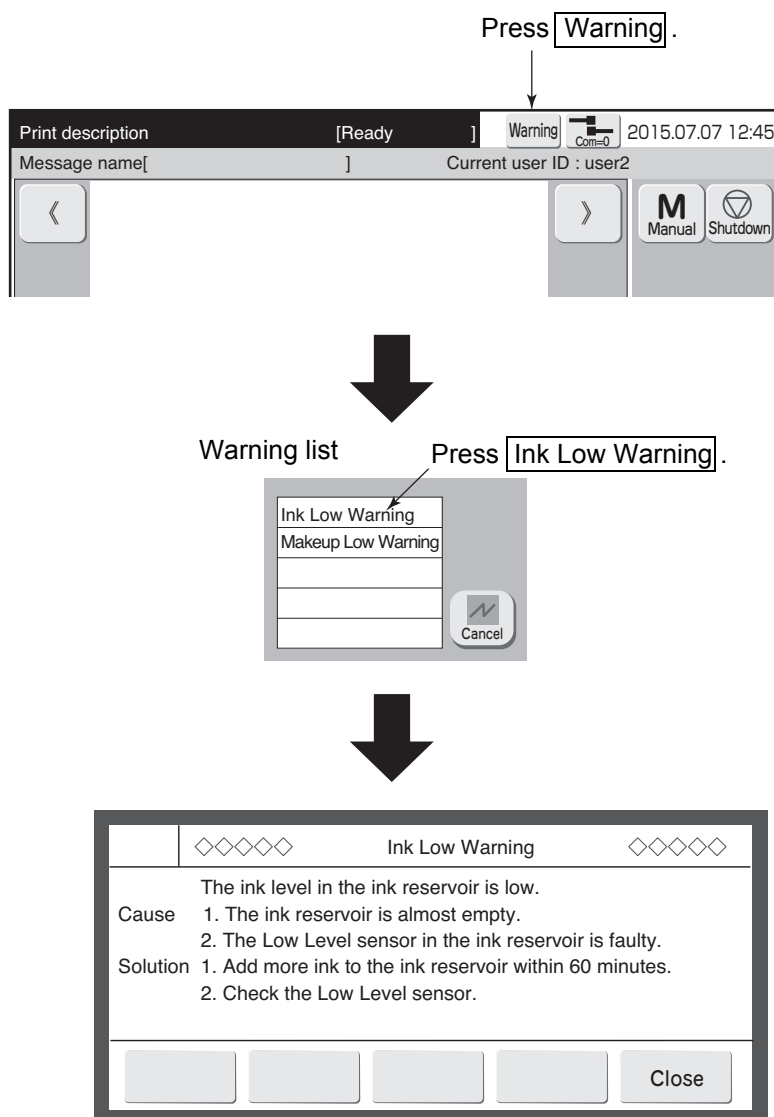 Press Warning.
Print description [Ready ] Warning Com=0 2015.07.07 12:45
Message name[ ] Current user ID : user2
《 》 M Manual Shutdown
Warning list Press Ink Low Warning.
Ink Low Warning
Makeup Low Warning
Cancel
◇◇◇◇◇ Ink Low Warning ◇◇◇◇◇
The ink level in the ink reservoir is low.
Cause 1. The ink reservoir is almost empty.
2. The Low Level sensor in the ink reservoir is faulty.
Solution 1. Add more ink to the ink reservoir within 60 minutes.
2. Check the Low Level sensor.
Close